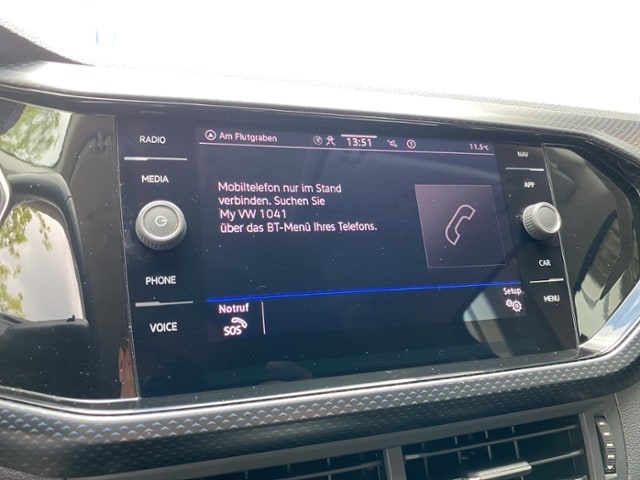 RADIO
MEDIA
PHONE
VOICE
Am Flutgraben
13:51
11.5°C
Mobiltelefon nur im Stand
verbinden. Suchen Sie
My VW 1041
über das BT-Menü Ihres Telefons.
Notruf
SOS
Setup
NAV
APP
CAR
MENU